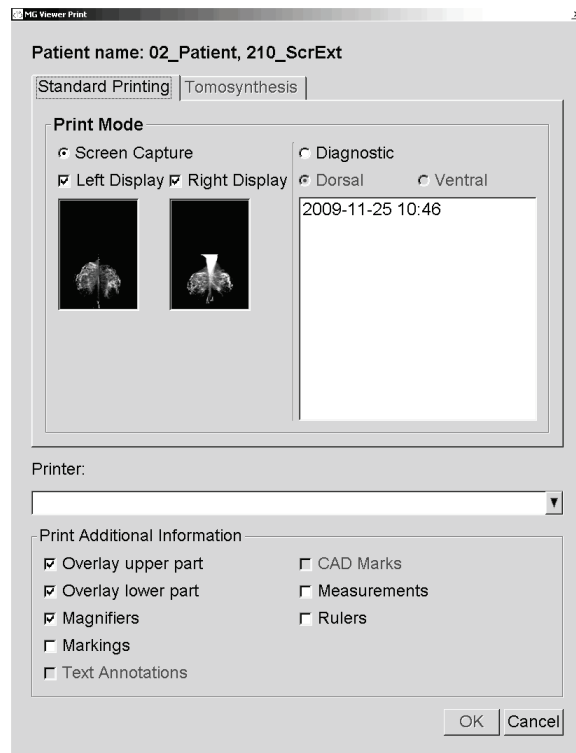 MG Viewer Print
Patient name: 02_Patient, 210_ScrExt
Standard Printing Tomosynthesis
Print Mode
Screen Capture
Left Display Right Display
Diagnostic
Dorsal Ventral
2009-11-25 10:46
Printer:
Print Additional Information
Overlay upper part
Overlay lower part
Magnifiers
Markings
Text Annotations
CAD Marks
Measurements
Rulers
OK Cancel